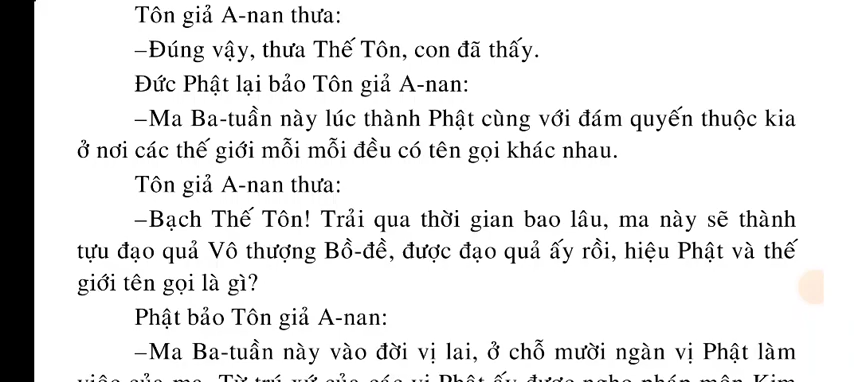 Tôn giả A-nan thưa:
–Đúng vậy, thưa Thế Tôn, con đã thấy.
Đức Phật lại bảo Tôn giả A-nan:
–Ma Ba-tuần này lúc thành Phật cùng với đám quyến thuộc kia
ở nơi các thế giới mỗi mỗi đều có tên gọi khác nhau.
Tôn giả A-nan thưa:
–Bạch Thế Tôn! Trải qua thời gian bao lâu, ma này sẽ thành
tựu đạo quả Vô thượng Bồ-đề, được đạo quả ấy rồi, hiệu Phật và thế
giới tên gọi là gì?
Phật bảo Tôn giả A-nan:
–Ma Ba-tuần này vào đời vị lai, ở chỗ mười ngàn vị Phật làm